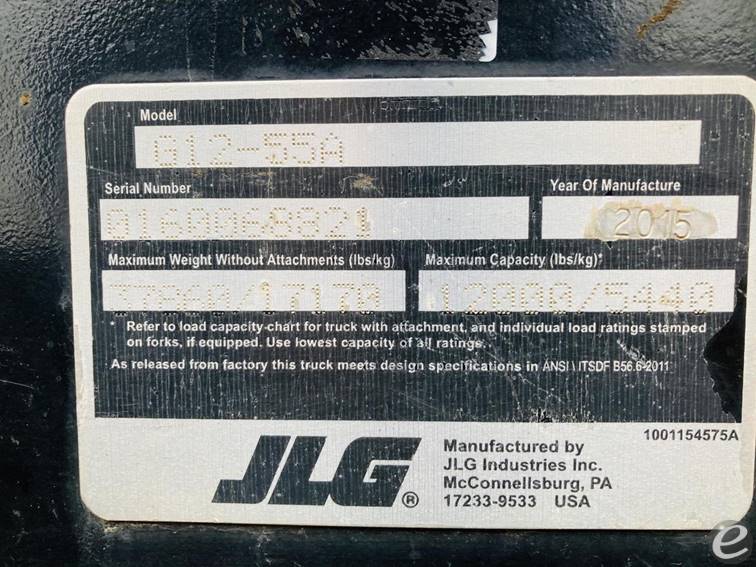 Model
G12-55A
Serial Number
0160068821
Year Of Manufacture
2015
Maximum Weight Without Attachments (lbs/kg)
Maximum Capacity (lbs/kg)*
12000/5440
* Refer to load capacity-chart for truck with attachment, and individual load ratings stamped
on forks, if equipped. Use lowest capacity of all ratings.
As released from factory this truck meets design specifications in ANSI \ ITSDF B56.6-2011
1001154575A
JLG®
Manufactured by
JLG Industries Inc.
McConnellsburg, PA
17233-9533 USA
e